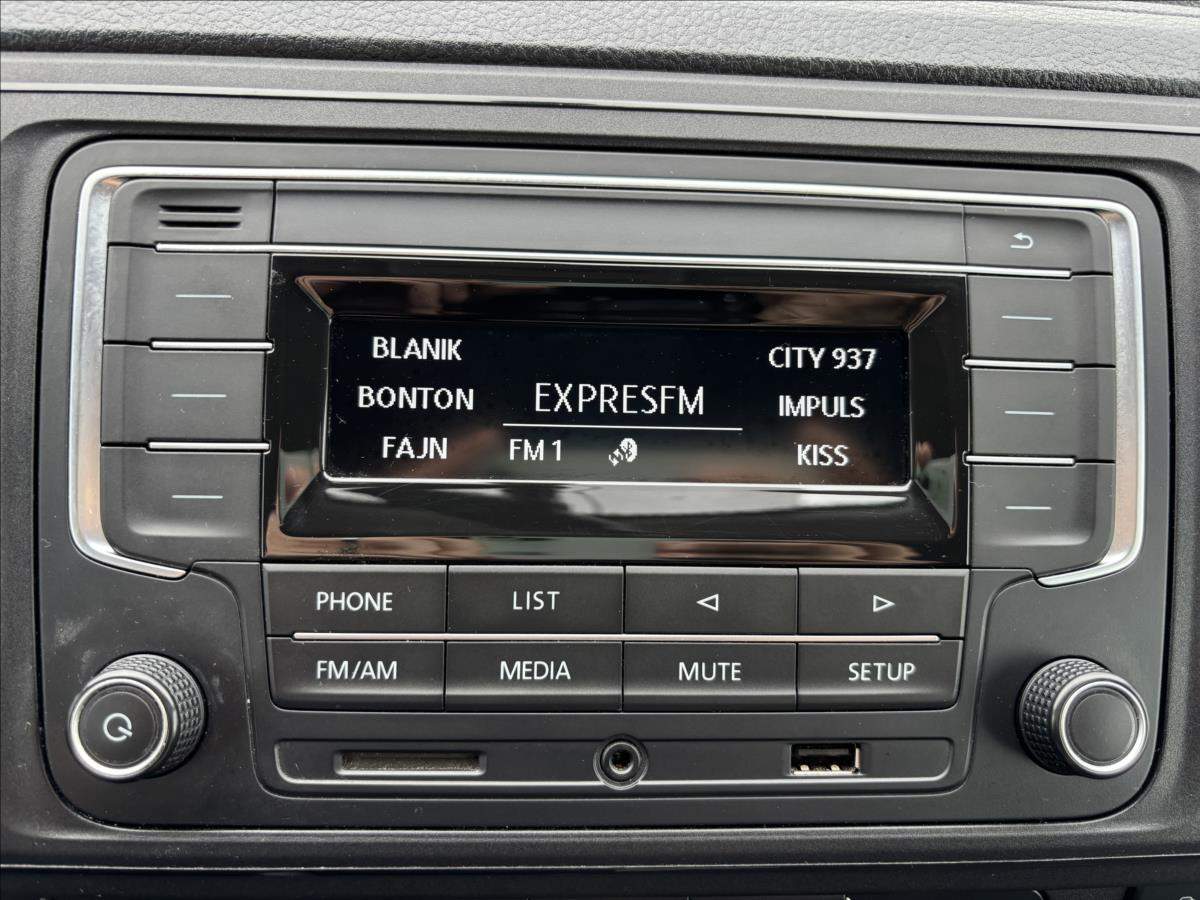 BLANIK
BONTON
FAJN
EXPRESFM
FM 1
CITY 937
IMPULS
KISS
PHONE
LIST
FM/AM
MEDIA
MUTE
SETUP